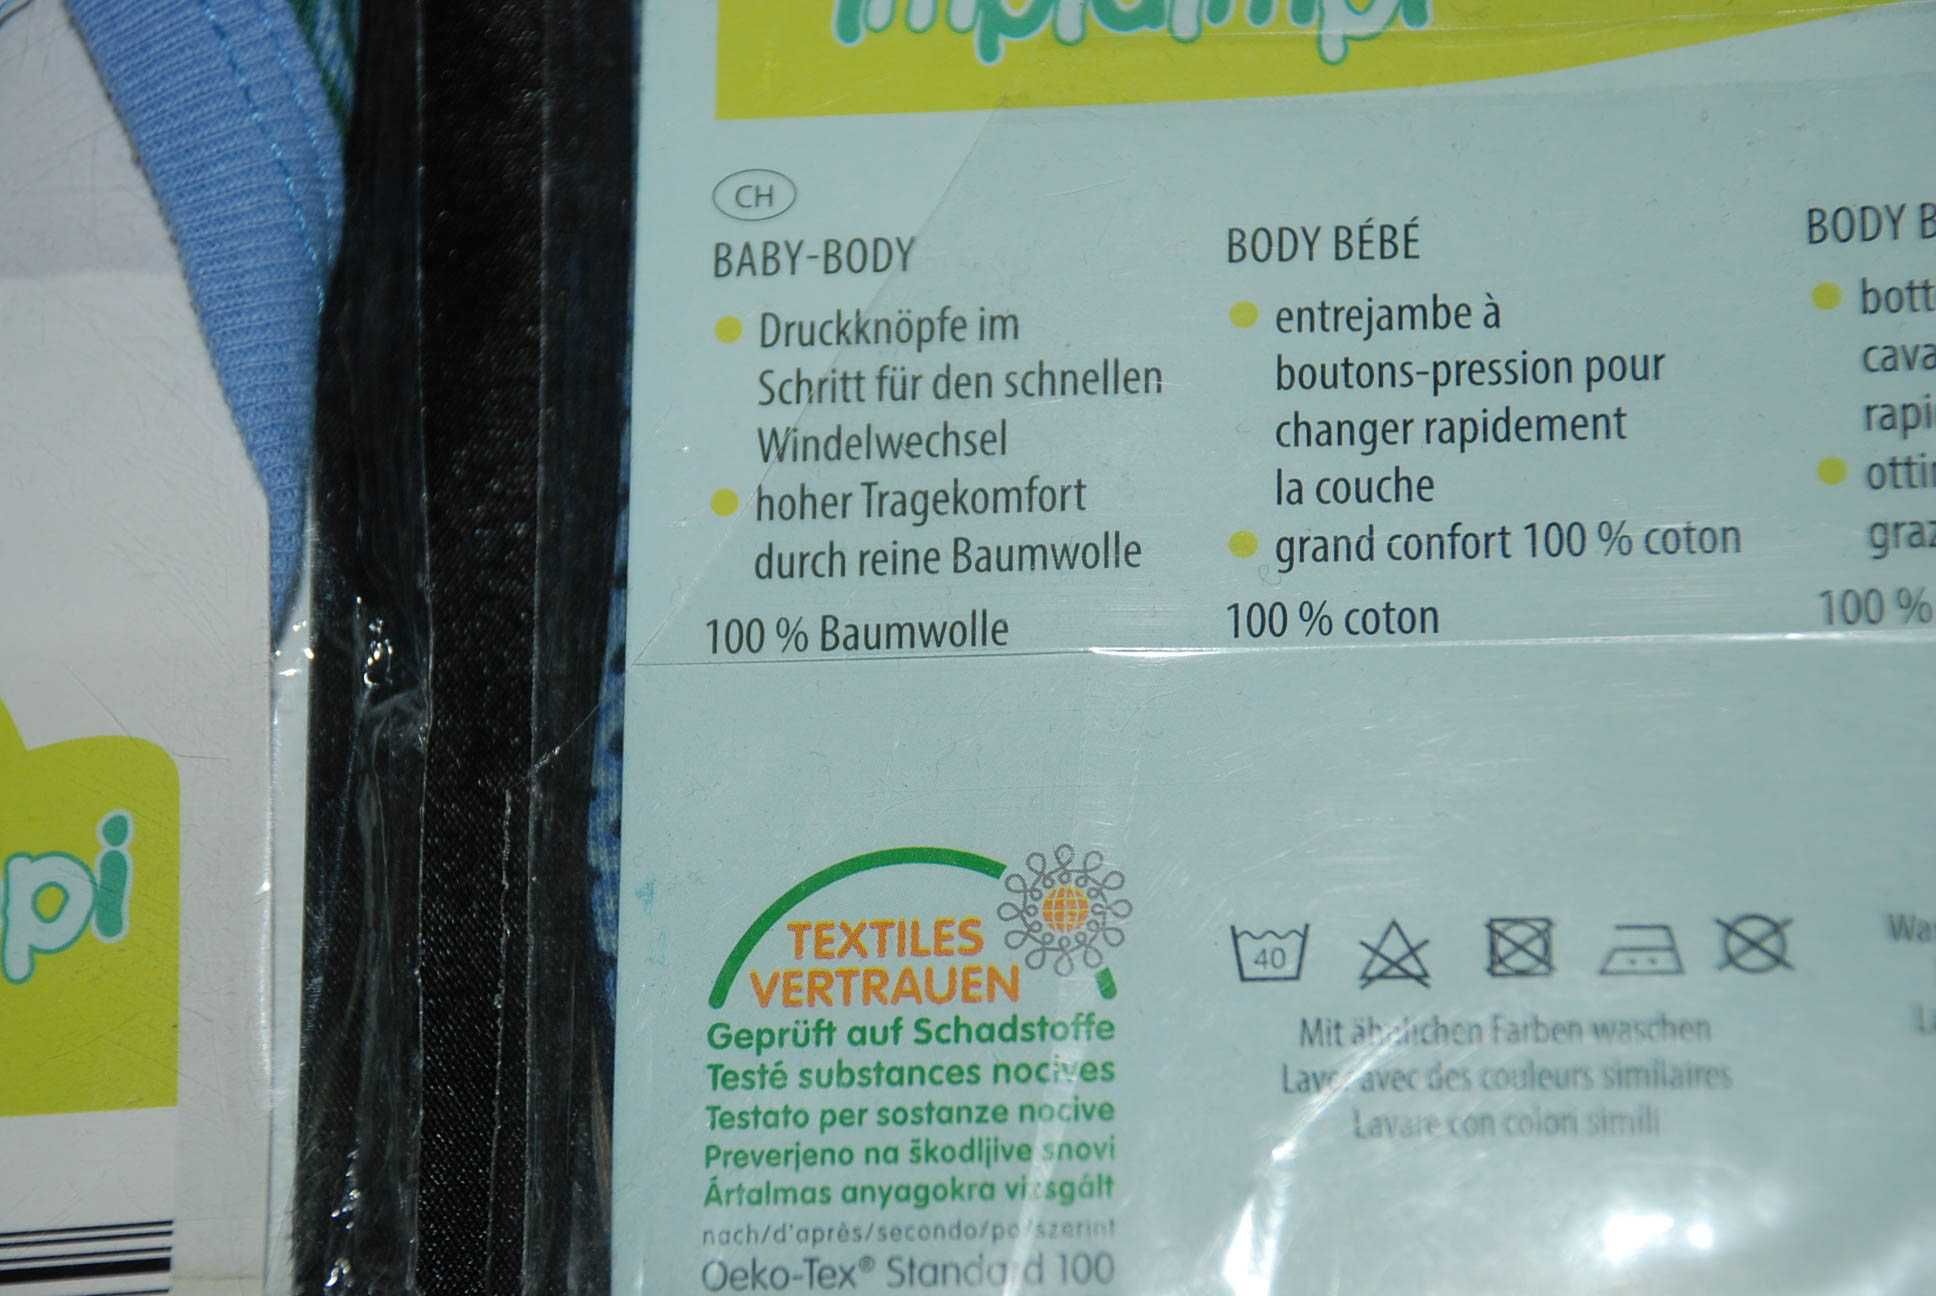 CH
BABY-BODY
Druckknöpfe im
Schritt für den schnellen
Windelwechsel
hoher Tragekomfort
durch reine Baumwolle
100 % Baumwolle
BODY BÉBÉ
entrejambe à
boutons-pression pour
changer rapidement
la couche
grand confort 100 % coton
100 % coton
BODY
100 %
pi
TEXTILES
VERTRAUEN
Geprüft auf Schadstoffe
Testé substances nocives
Testato per sostanze nocive
Preverjeno na škodljive snovi
Ártalmas anyagokra vizsgált
nach/d'après/secondo/po/szerint
Oeko-Tex® Standard 100
40
Mit ähnlichen Farben waschen
Laver avec des couleurs similaires
Lavare con colori simili